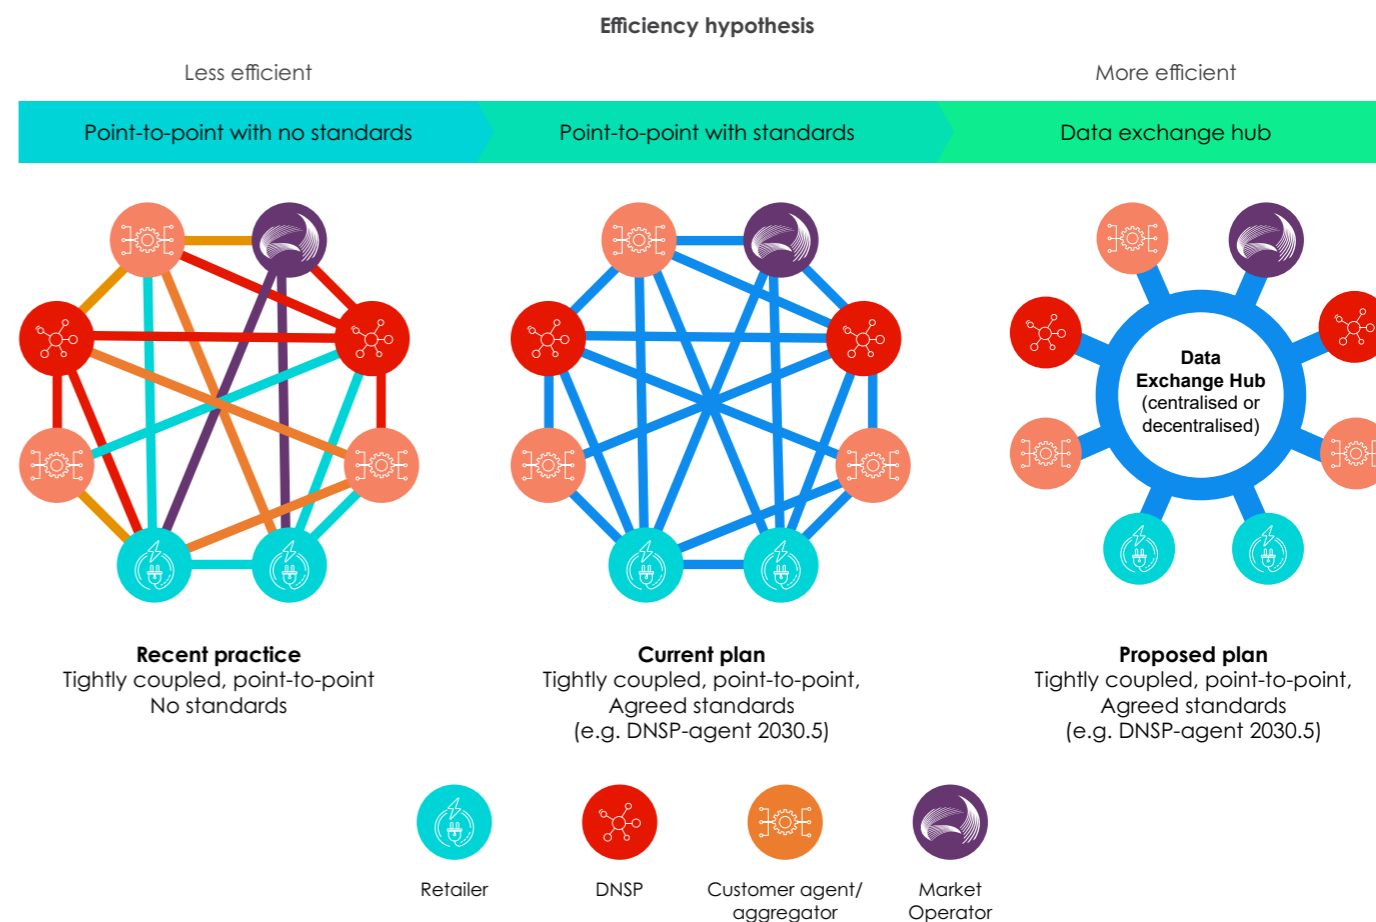 Efficiency hypothesis
Less efficient
More efficient
Point-to-point with no standards
Point-to-point with standards
Data exchange hub
Data
Exchange Hub
(centralised or
decentralised)
Recent practice
Tightly coupled, point-to-point
No standards
Current plan
Tightly coupled, point-to-point,
Agreed standards
(e.g. DNSP-agent 2030.5)
Proposed plan
Tightly coupled, point-to-point,
Agreed standards
(e.g. DNSP-agent 2030.5)
Retailer
DNSP
Customer agent/
aggregator
Market
Operator